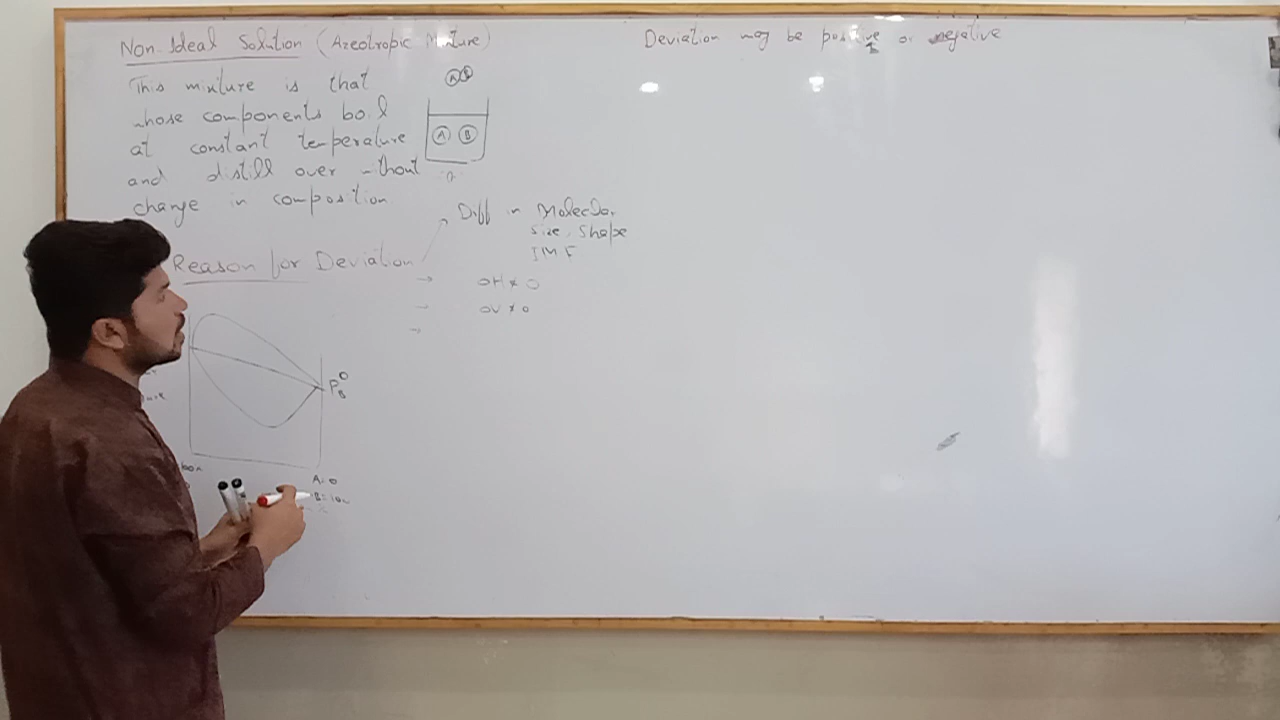 Non-Ideal Solution (Azeotropic Mixture)
This mixture is that
whose components boil
at constant temperature
and distill over without
change in composition
A B
A B
Reason for Deviation
Diff in Molecular
size, Shape
IMF
→ ΔH ≠ 0
→ ΔV ≠ 0
→
P°B
A=0
B=100
Deviation may be positive or negative